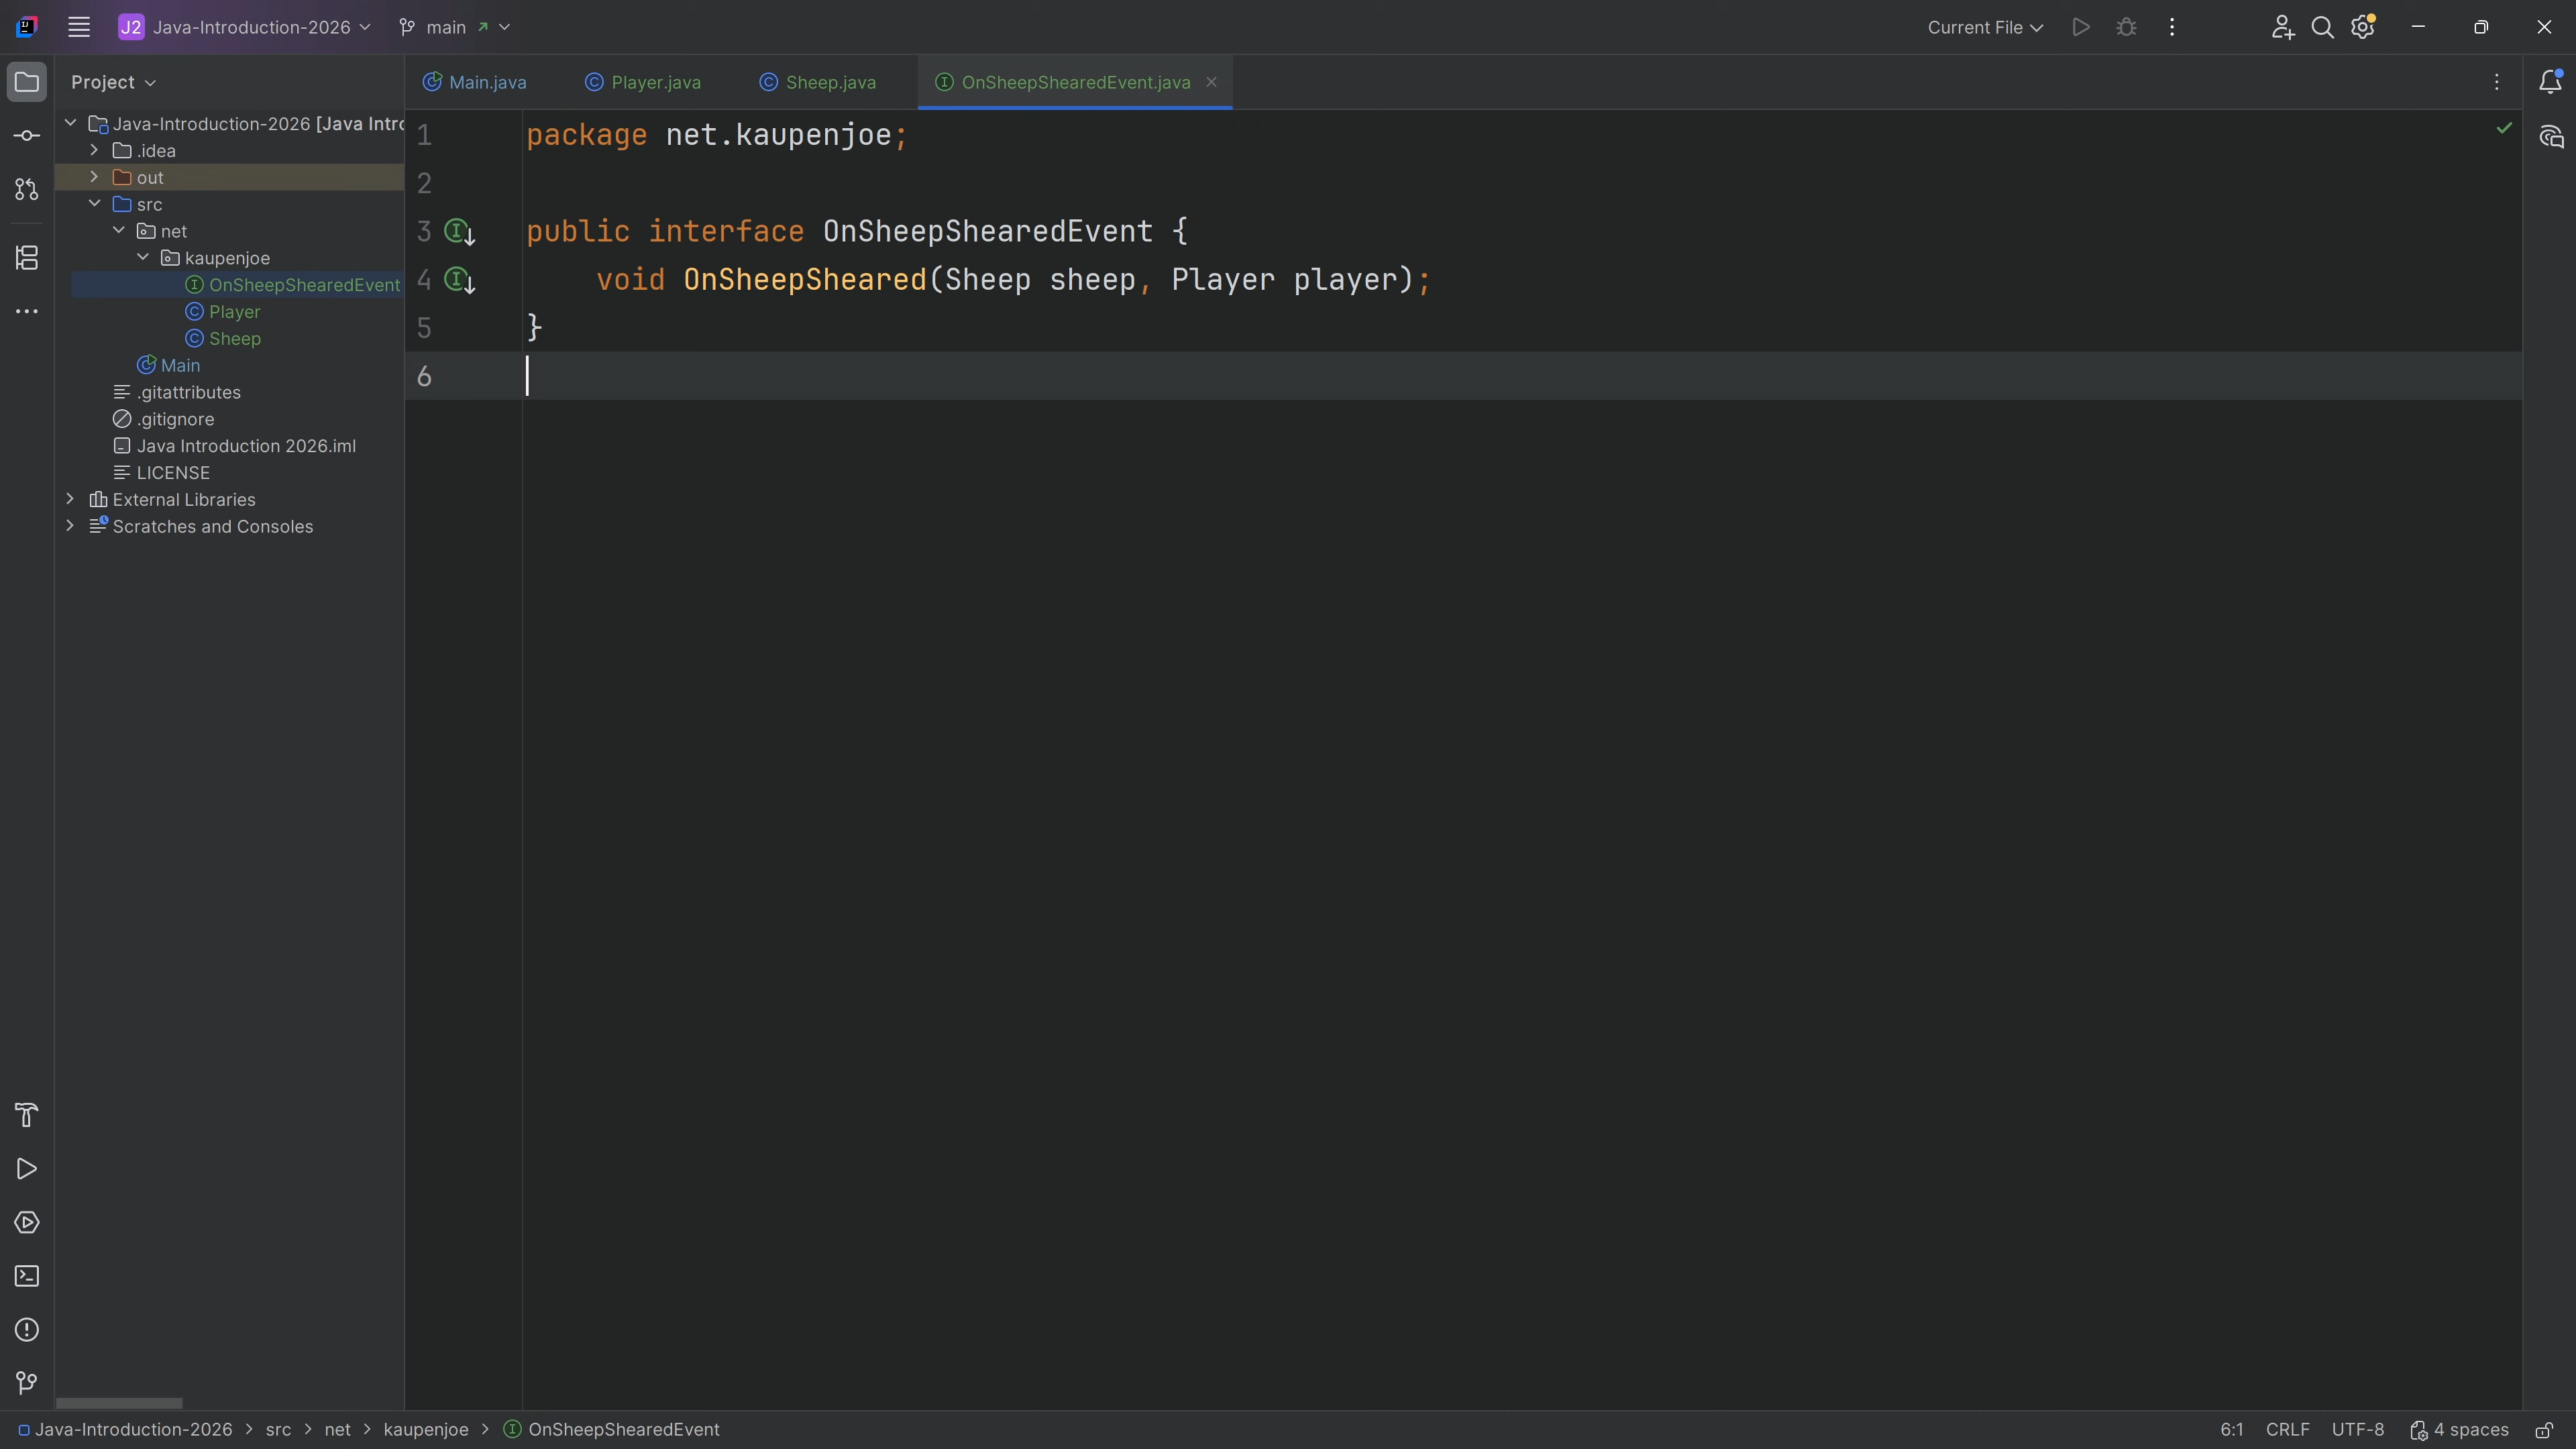 J2 Java-Introduction-2026 main Current File
Project
Main.java Player.java Sheep.java OnSheepShearedEvent.java
Java-Introduction-2026 [Java Intr
.idea
out
src
net
kaupenjoe
OnSheepShearedEvent
Player
Sheep
Main
.gitattributes
.gitignore
Java Introduction 2026.iml
LICENSE
External Libraries
Scratches and Consoles
1 package net.kaupenjoe;
2
3 public interface OnSheepShearedEvent {
4 void OnSheepSheared(Sheep sheep, Player player);
5 }
6
Java-Introduction-2026 > src > net > kaupenjoe > OnSheepShearedEvent 6:1 CRLF UTF-8 4 spaces